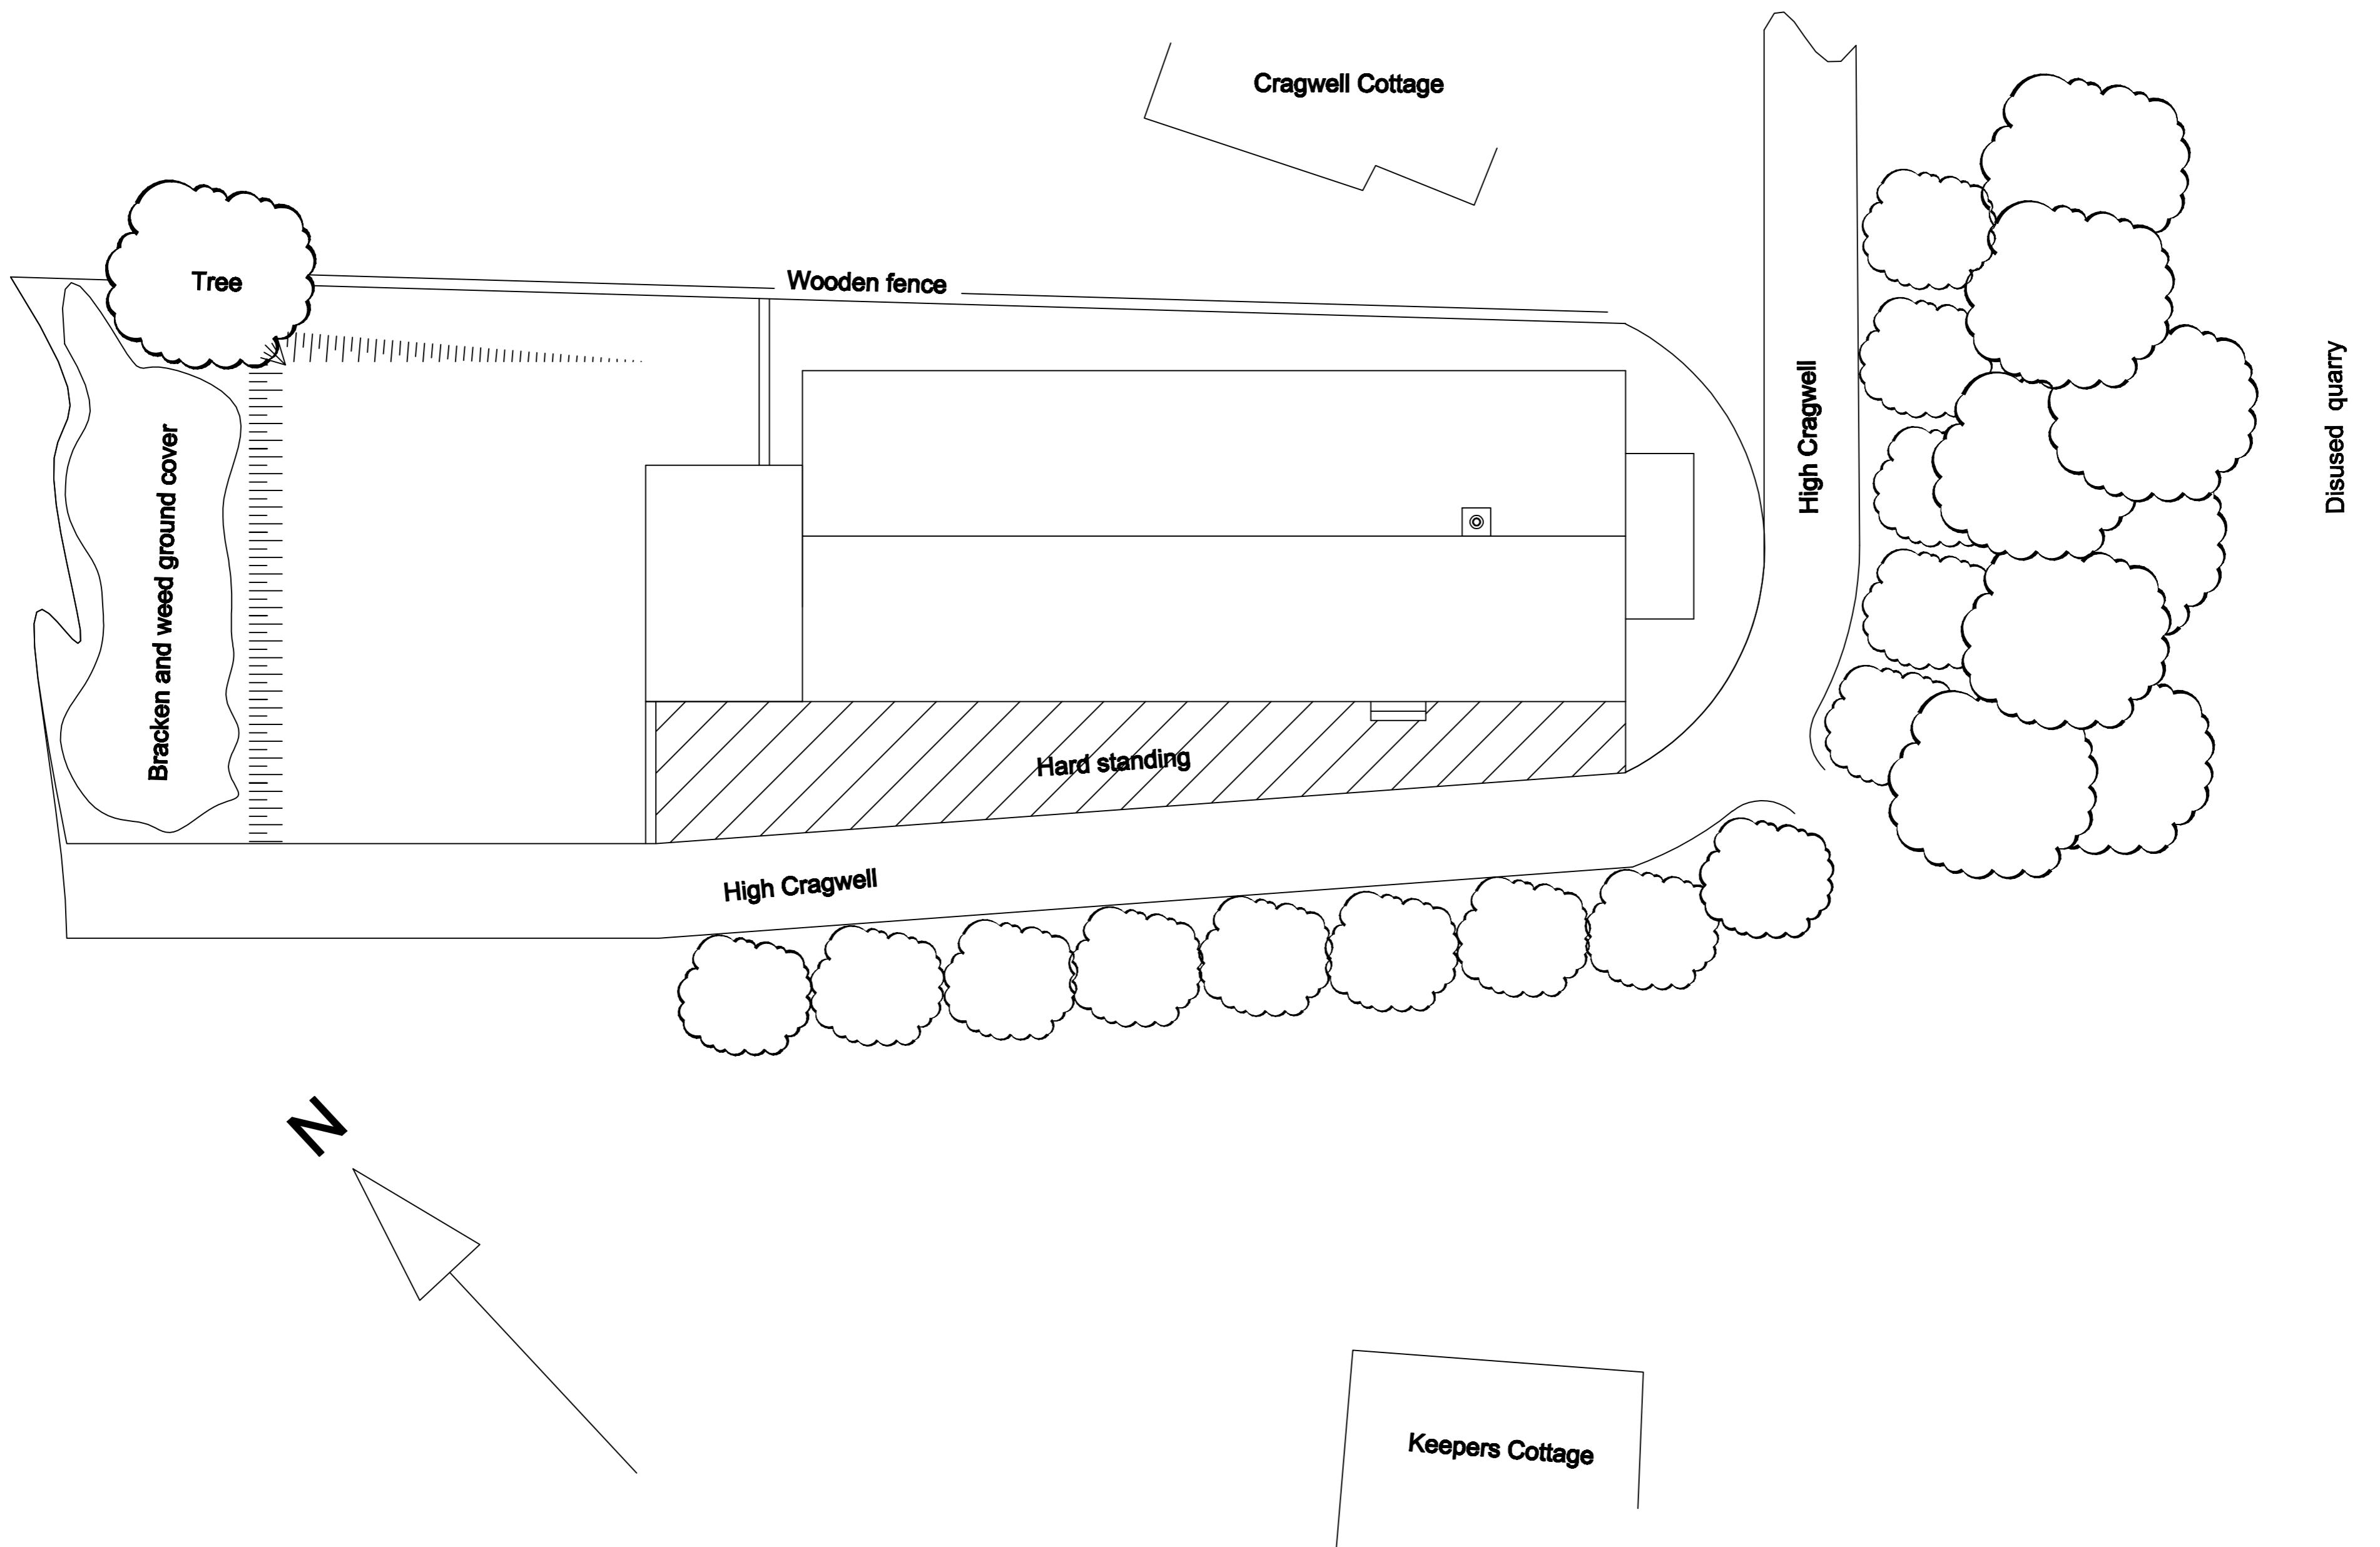 Cragwell Cottage
Tree
Wooden fence
High Cragwell
Disused quarry
Bracken and weed ground cover
Hard standing
High Cragwell
N
Keepers Cottage